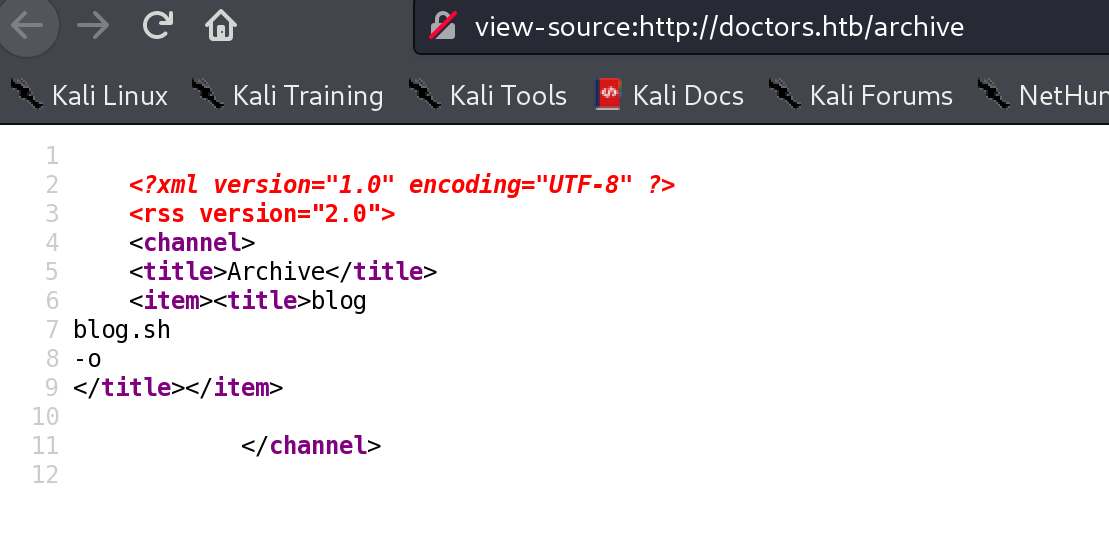 view-source:http://doctors.htb/archive
Kali Linux Kali Training Kali Tools Kali Docs Kali Forums NetHun
1
2 <?xml version="1.0" encoding="UTF-8" ?>
3 <rss version="2.0">
4 <channel>
5 <title>Archive</title>
6 <item><title>blog
7 blog.sh
8 -o
9 </title></item>
10
11 </channel>
12